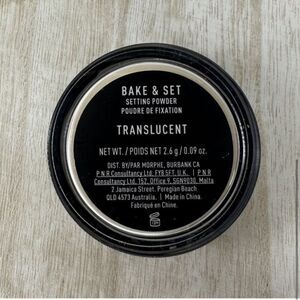 BAKE & SET
SETTING POWDER
POUDRE DE FIXATION
TRANSLUCENT
NET WT. / POIDS NET 2.6 g / 0.09 oz.
DIST. BY/PAR MORPHE, BURBANK CA
P N R Consultancy Ltd, FY8 5FT, U.K. | P N R
Consultancy Ltd, 152, Office 9, SGN9030, Malta
2 Jamaica Street, Peregian Beach
QLD 4573 Australia. | Made in China.
Fabriqué en Chine.